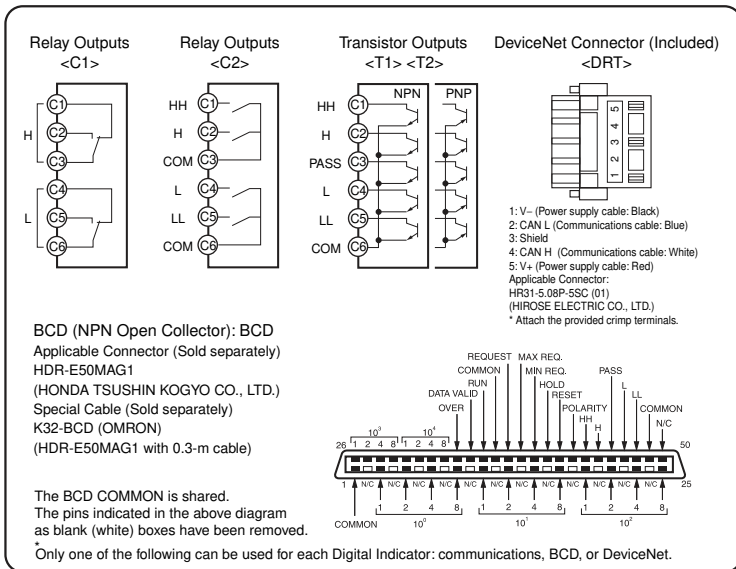 Relay Outputs
<C1>
H
L
C1
C2
C3
C4
C5
C6
Relay Outputs
<C2>
HH
H
COM
L
LL
COM
C1
C2
C3
C4
C5
C6
Transistor Outputs
<T1> <T2>
NPN
PNP
HH
H
PASS
L
LL
COM
C1
C2
C3
C4
C5
C6
DeviceNet Connector (Included)
<DRT>
1 2 3 4 5
1: V– (Power supply cable: Black)
2: CAN L (Communications cable: Blue)
3: Shield
4: CAN H (Communications cable: White)
5: V+ (Power supply cable: Red)
Applicable Connector:
HR31-5.08P-5SC (01)
(HIROSE ELECTRIC CO., LTD.)
* Attach the provided crimp terminals.
BCD (NPN Open Collector): BCD
Applicable Connector (Sold separately)
HDR-E50MAG1
(HONDA TSUSHIN KOGYO CO., LTD.)
Special Cable (Sold separately)
K32-BCD (OMRON)
(HDR-E50MAG1 with 0.3-m cable)
The BCD COMMON is shared.
The pins indicated in the above diagram
as blank (white) boxes have been removed.
REQUEST MAX REQ.
COMMON MIN REQ. PASS
RUN HOLD L
DATA VALID RESET LL
OVER POLARITY COMMON
HH
H N/C
10³ 10⁴
26 1 2 4 8 1 2 4 8 50
1 N/C N/C N/C N/C N/C N/C N/C N/C N/C N/C N/C N/C 25
COMMON 1 2 4 8 1 2 4 8 1 2 4 8
10⁰ 10¹ 10²
*Only one of the following can be used for each Digital Indicator: communications, BCD, or DeviceNet.